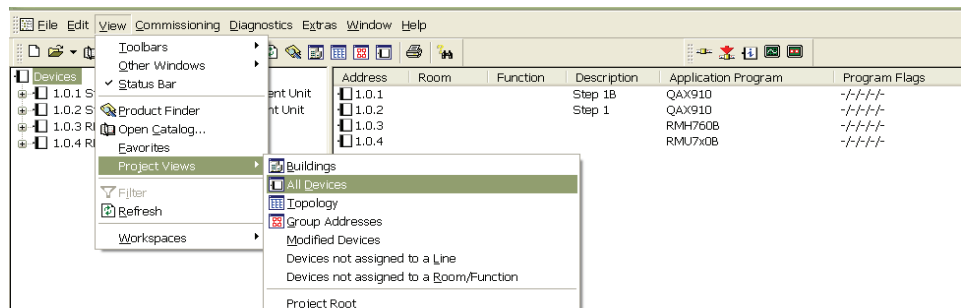 File Edit View Commissioning Diagnostics Extras Window Help
Toolbars
Other Windows
Status Bar
Product Finder
Open Catalog...
Favorites
Project Views
Filter
Refresh
Workspaces
Buildings
All Devices
Topology
Group Addresses
Modified Devices
Devices not assigned to a Line
Devices not assigned to a Room/Function
Project Root
Devices
1.0.1 S ent Unit
1.0.2 S nt Unit
1.0.3 R
1.0.4 R
Address Room Function Description Application Program Program Flags
1.0.1 Step 1B QAX910 -/-/-/-/-
1.0.2 Step 1 QAX910 -/-/-/-/-
1.0.3 RMH760B -/-/-/-/-
1.0.4 RMU7x0B -/-/-/-/-